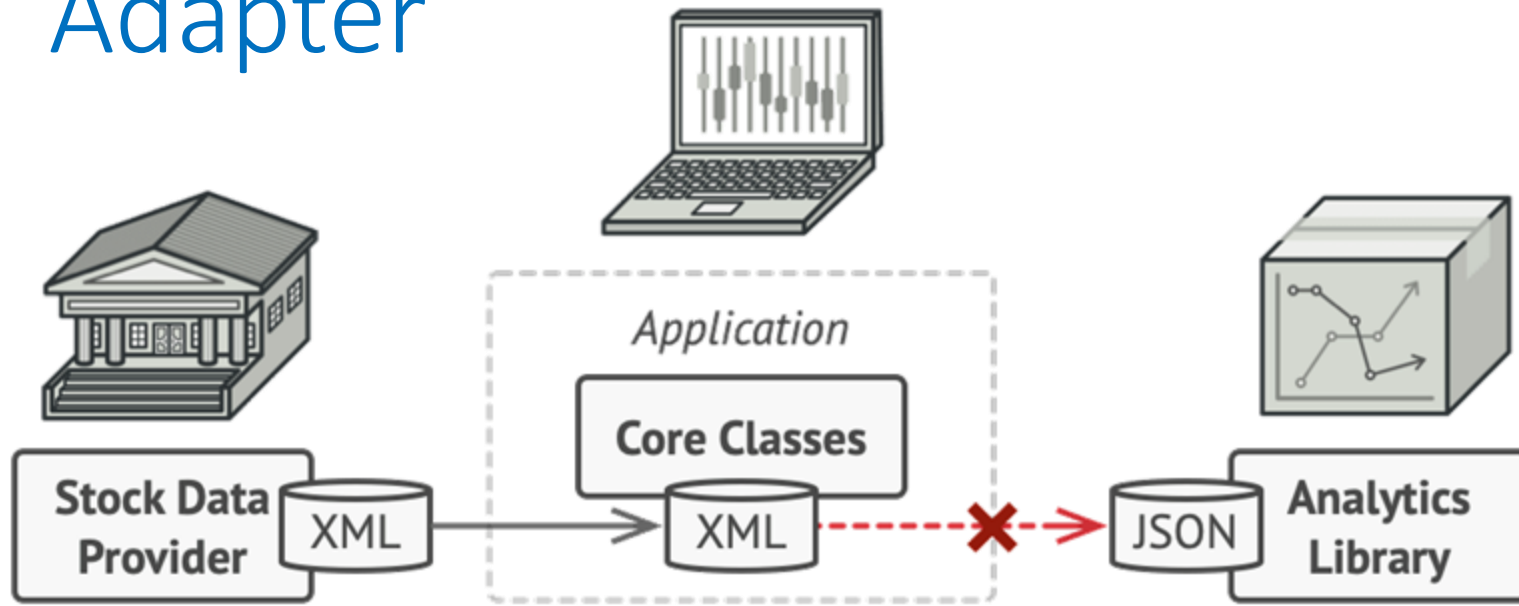 Adapter
Application
Core Classes
Stock Data
Provider
XML
XML
JSON
Analytics
Library